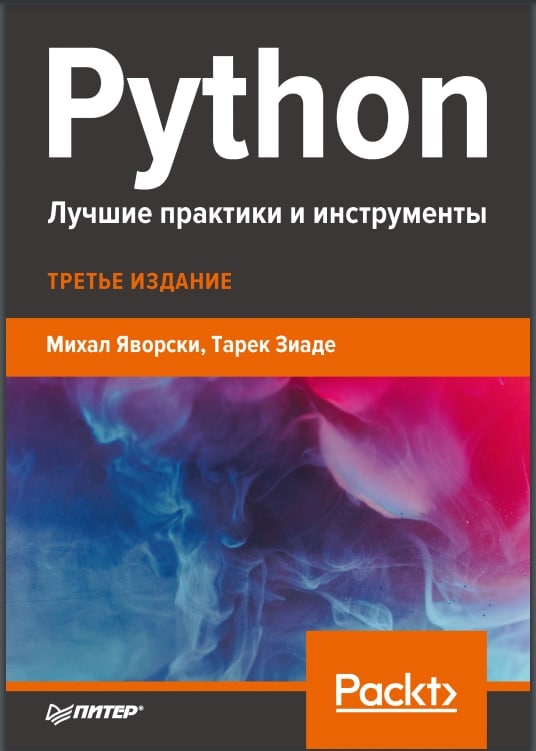 Python
Лучшие практики и инструменты
ТРЕТЬЕ ИЗДАНИЕ
Михал Яворски, Тарек Зиаде
Packt>
ПИТЕР®